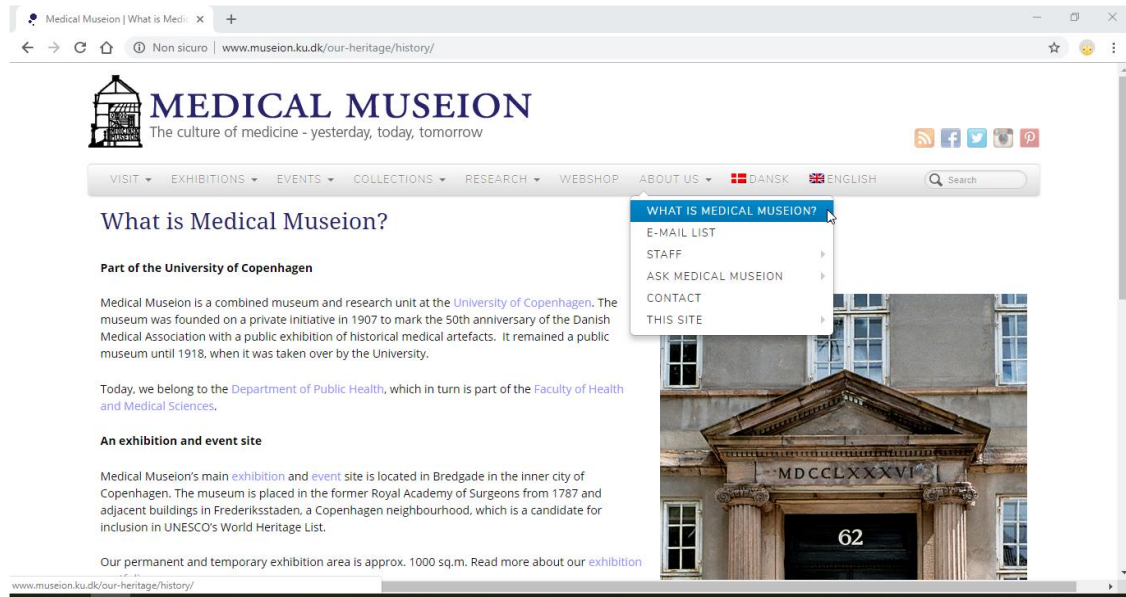 Medical Museion | What is Medic
Non sicuro | www.museion.ku.dk/our-heritage/history/
MEDICAL MUSEION
The culture of medicine - yesterday, today, tomorrow
VISIT EXHIBITIONS EVENTS COLLECTIONS RESEARCH WEBSHOP ABOUT US DANSK ENGLISH Search
WHAT IS MEDICAL MUSEION?
E-MAIL LIST
STAFF
ASK MEDICAL MUSEION
CONTACT
THIS SITE
What is Medical Museion?
Part of the University of Copenhagen
Medical Museion is a combined museum and research unit at the University of Copenhagen. The
museum was founded on a private initiative in 1907 to mark the 50th anniversary of the Danish
Medical Association with a public exhibition of historical medical artefacts. It remained a public
museum until 1918, when it was taken over by the University.
Today, we belong to the Department of Public Health, which in turn is part of the Faculty of Health
and Medical Sciences.
An exhibition and event site
Medical Museion's main exhibition and event site is located in Bredgade in the inner city of
Copenhagen. The museum is placed in the former Royal Academy of Surgeons from 1787 and
adjacent buildings in Frederiksstaden, a Copenhagen neighbourhood, which is a candidate for
inclusion in UNESCO's World Heritage List.
Our permanent and temporary exhibition area is approx. 1000 sq.m. Read more about our exhibition
MDCCLXXXVI
62
www.museion.ku.dk/our-heritage/history/